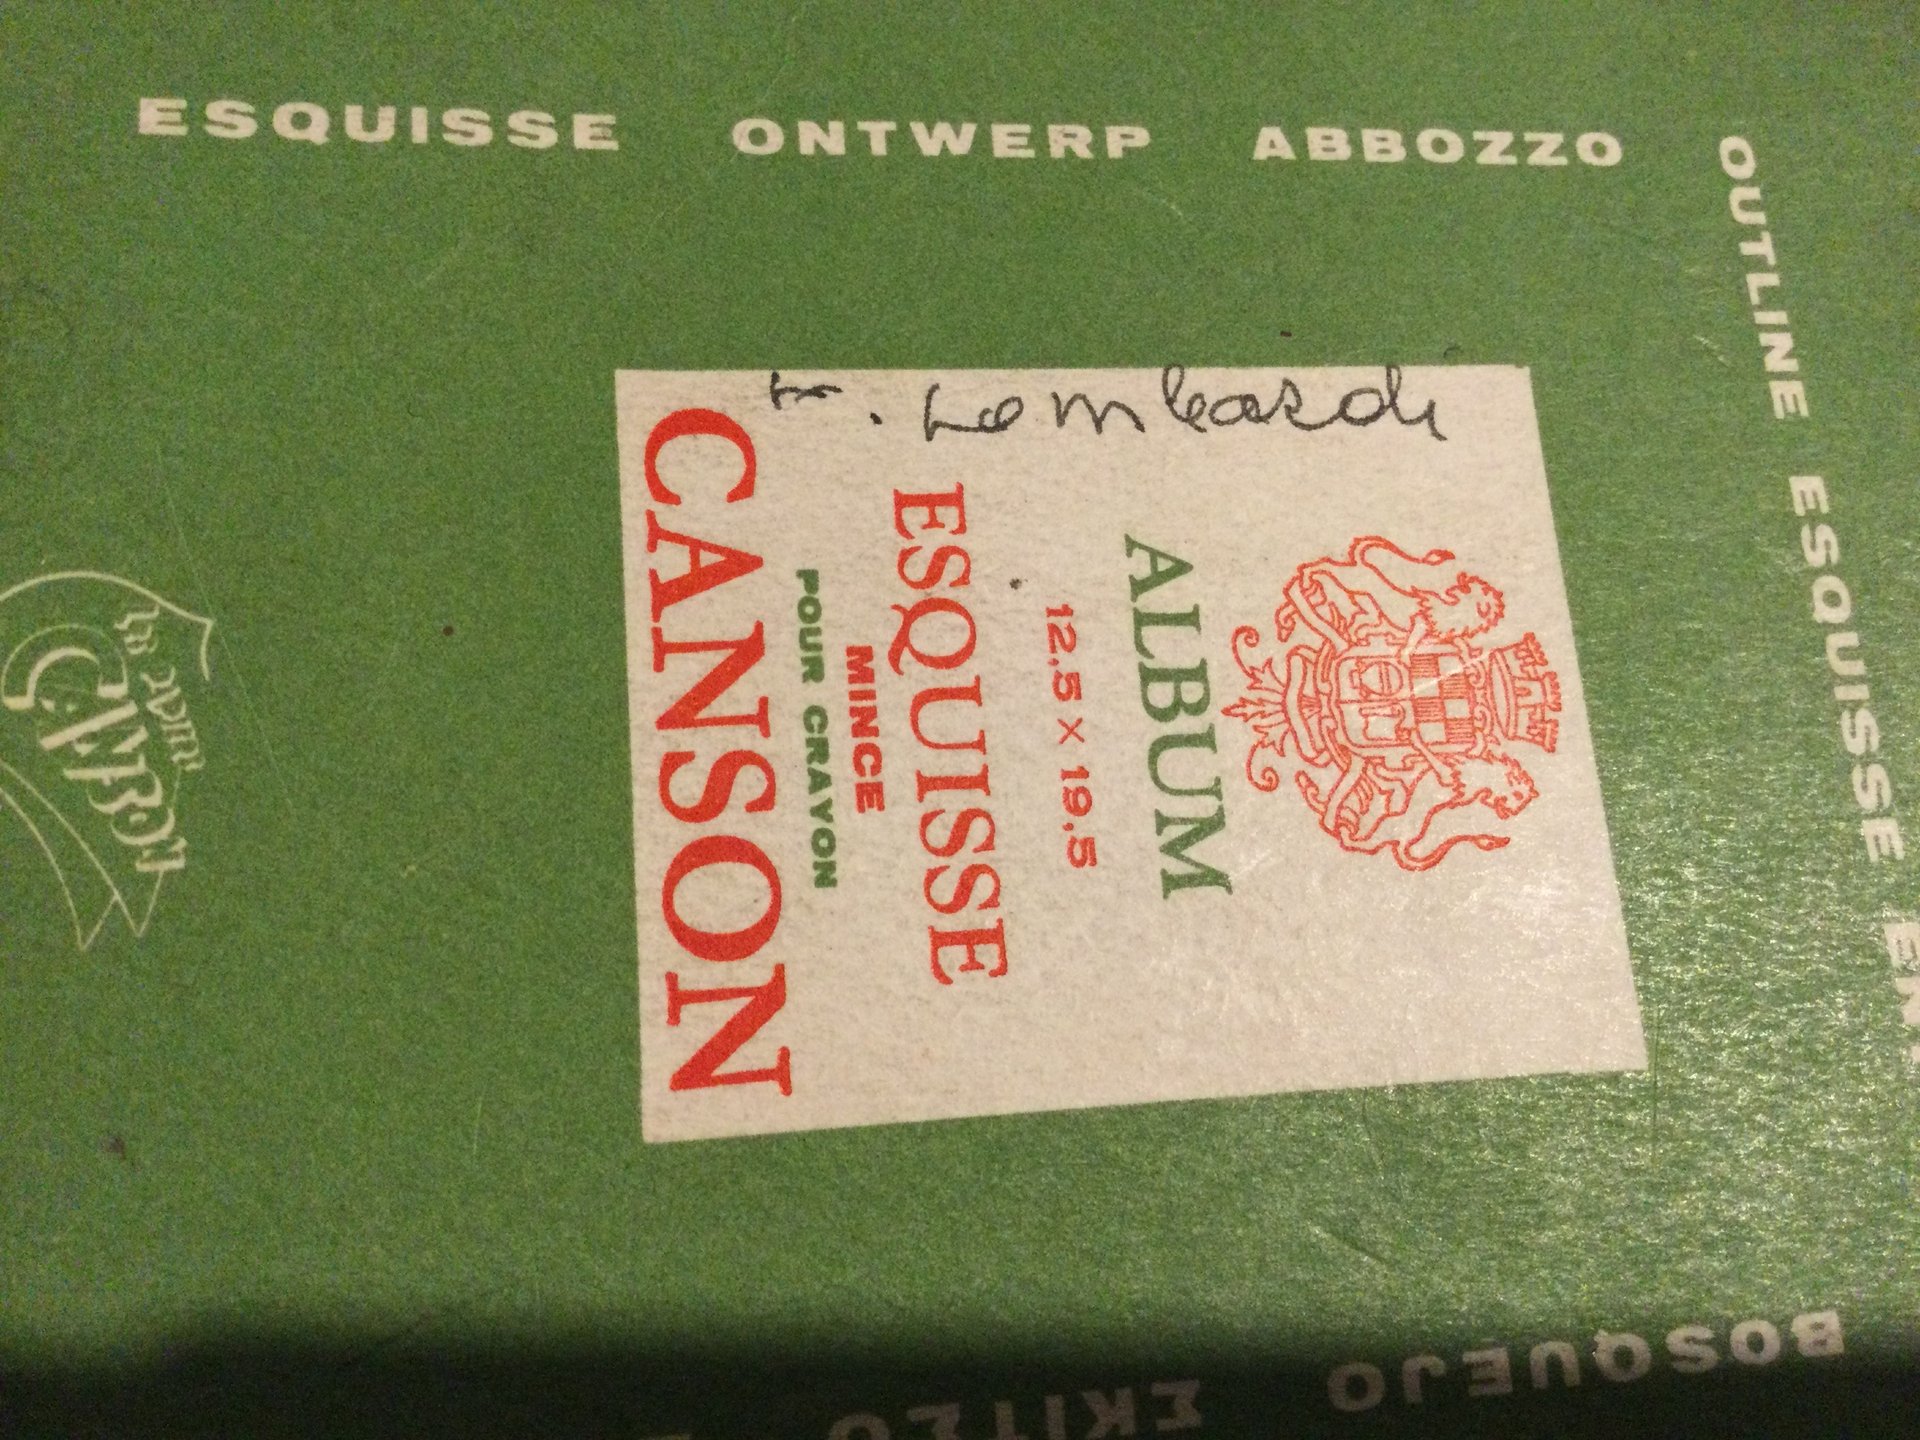 ESQUISSE ONTWERP ABBOZZO
OUTLINE ESQUISSE
BOSQUEJO
Lombardi
ALBUM
12,5 × 19,5
ESQUISSE
MINCE
POUR CRAYON
CANSON